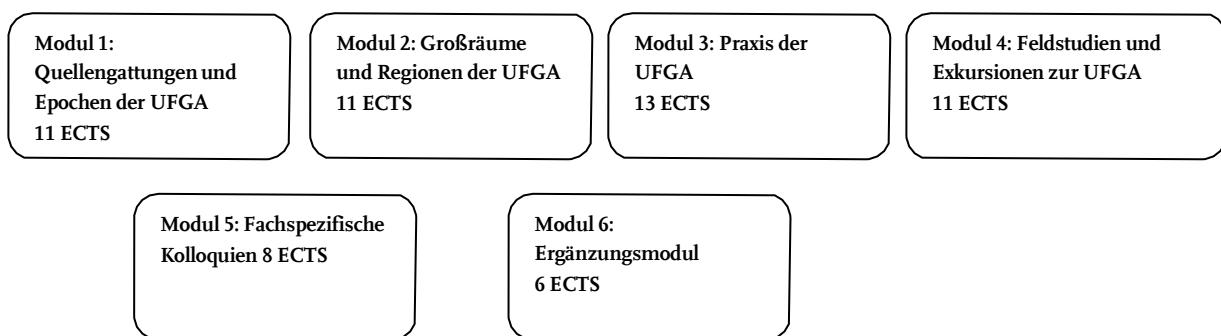 Modul 1:
Quellengattungen und
Epochen der UFGA
11 ECTS
Modul 2: Großräume
und Regionen der UFGA
11 ECTS
Modul 3: Praxis der
UFGA
13 ECTS
Modul 4: Feldstudien und
Exkursionen zur UFGA
11 ECTS
Modul 5: Fachspezifische
Kolloquien 8 ECTS
Modul 6:
Ergänzungsmodul
6 ECTS